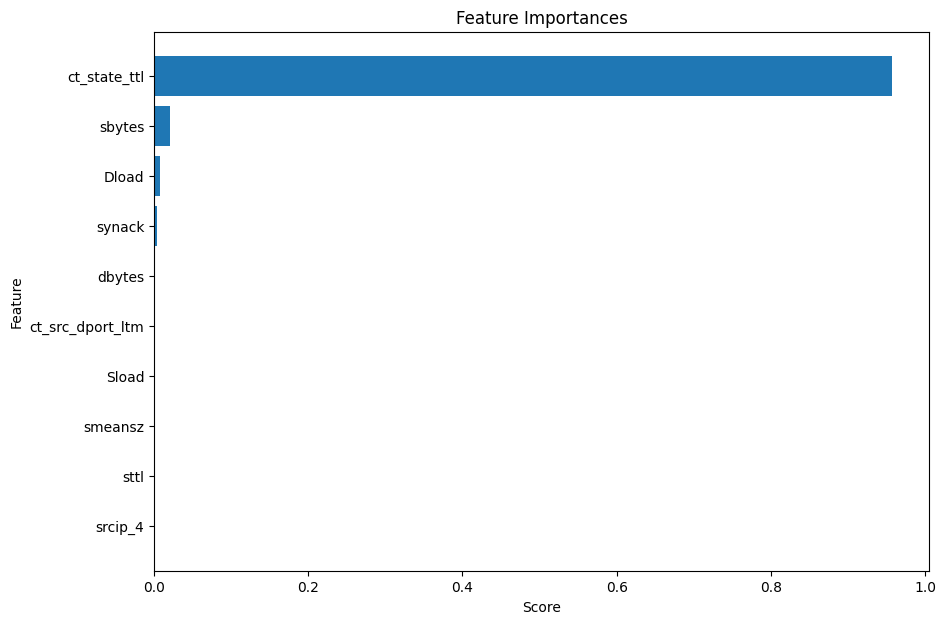 Feature Importances
ct_state_ttl
sbytes
Dload
synack
dbytes
ct_src_dport_ltm
Sload
smeansz
sttl
srcip_4
Feature
0.0 0.2 0.4 0.6 0.8 1.0
Score